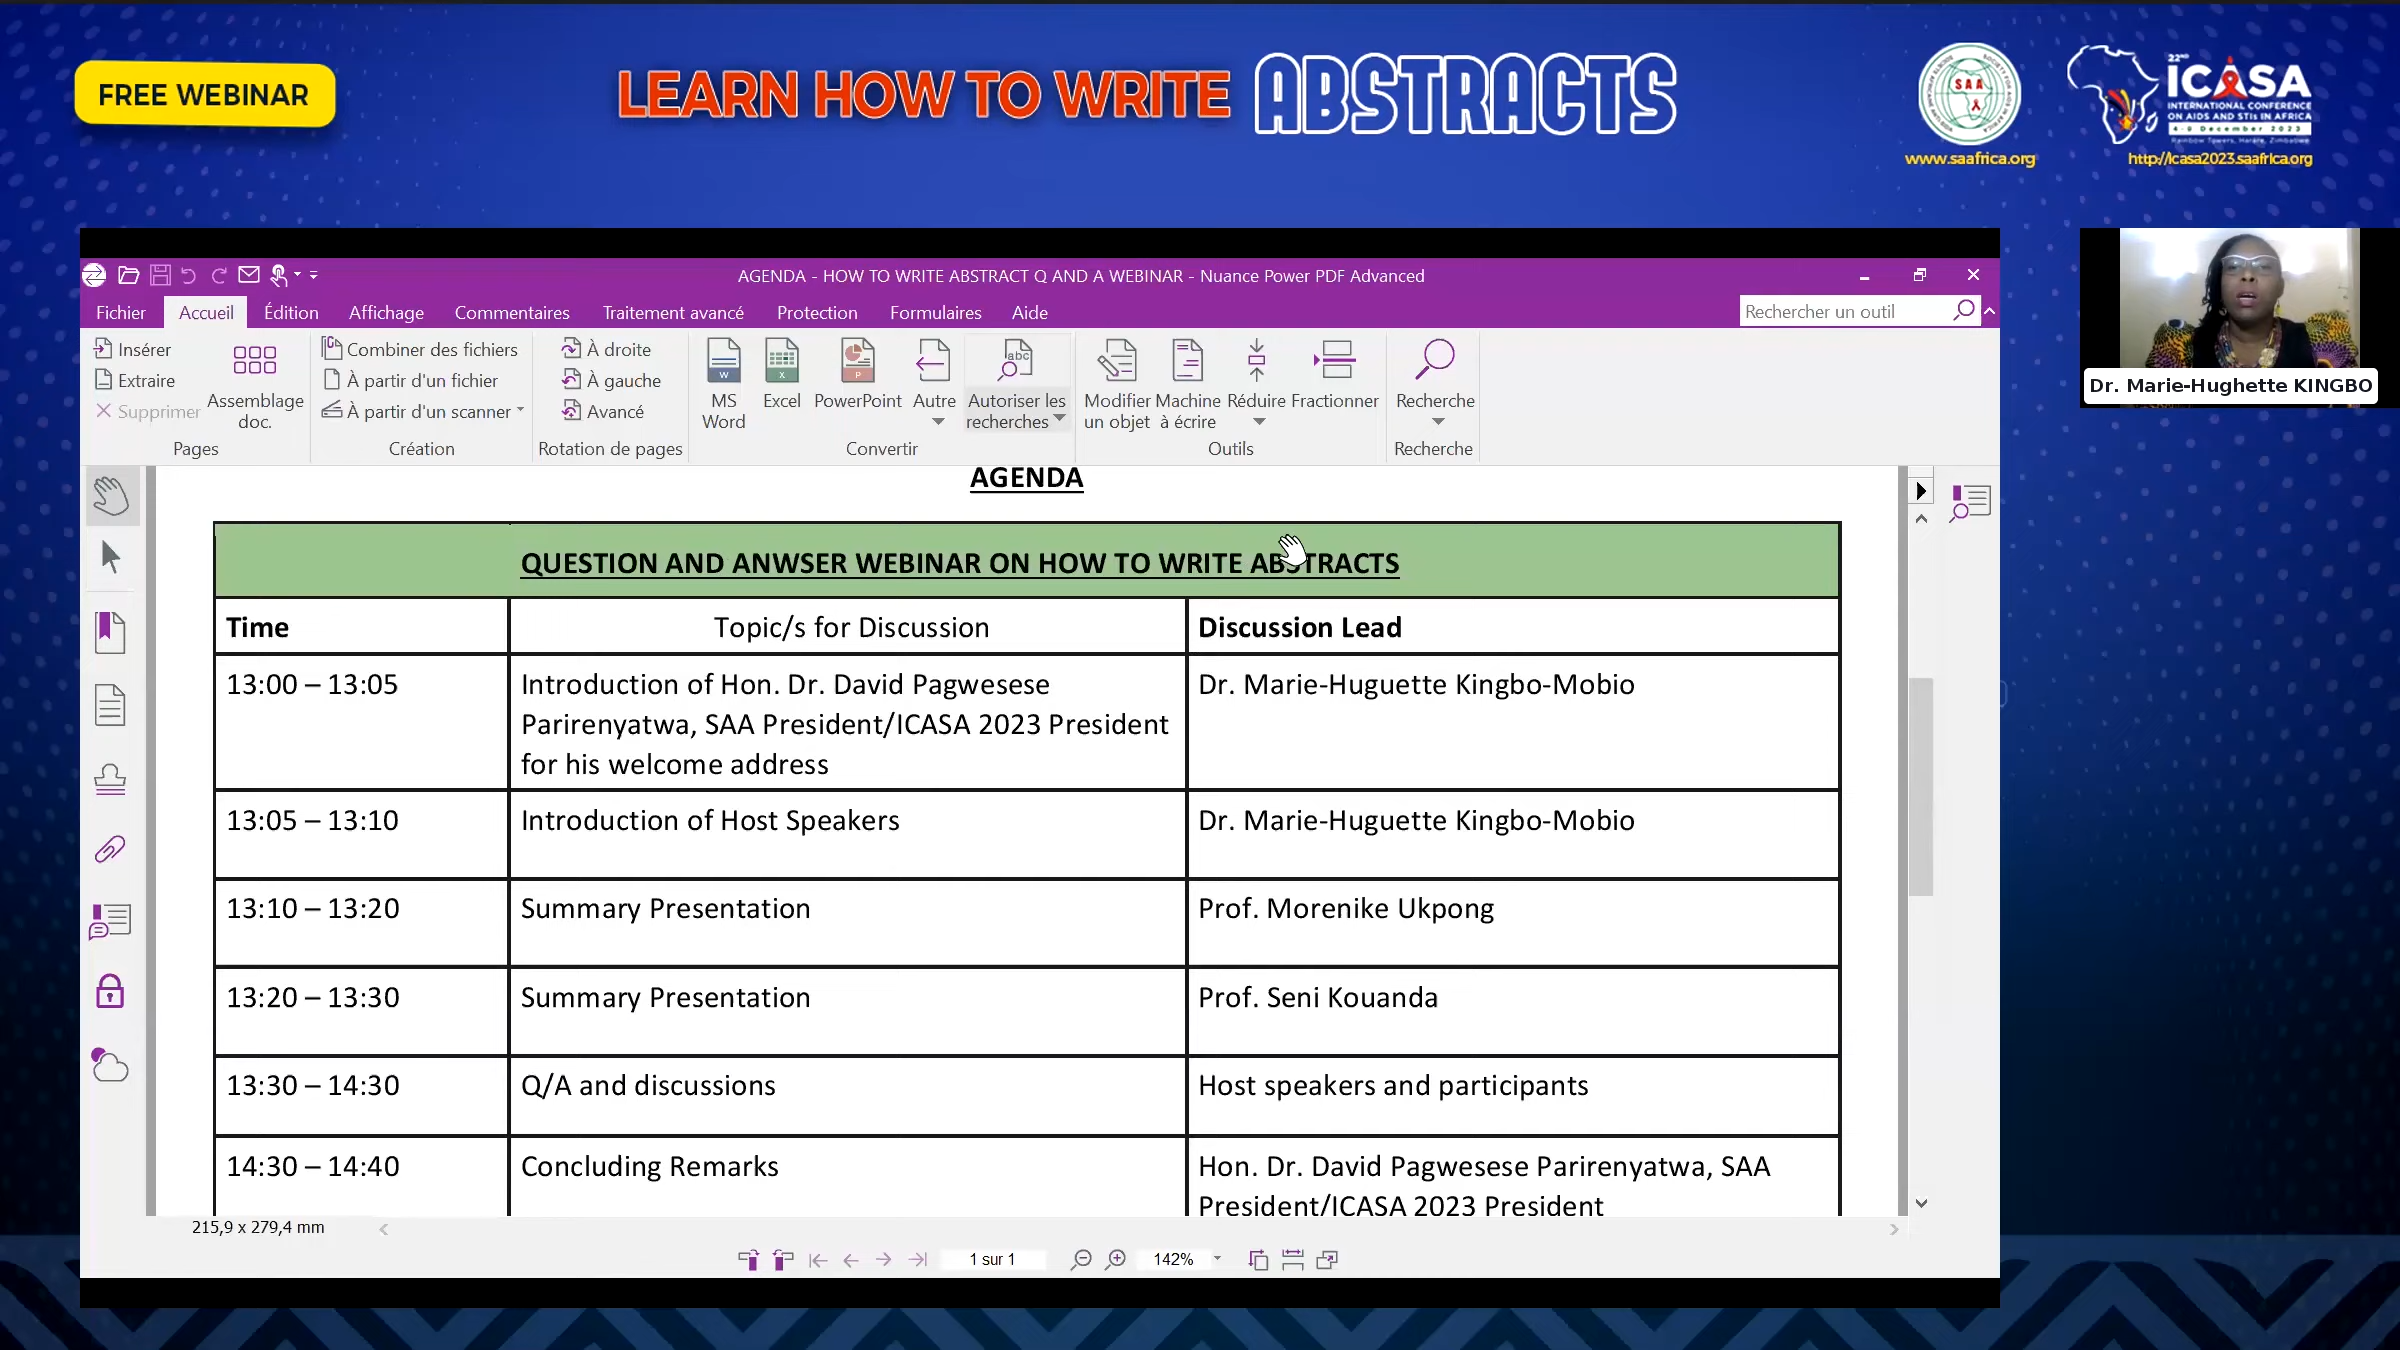 FREE WEBINAR
LEARN HOW TO WRITE ABSTRACTS
SAA
www.saafrica.org
22ND
ICASA
INTERNATIONAL CONFERENCE
ON AIDS AND STIs IN AFRICA
4-9 December 2023
Rainbow Towers, Harare, Zimbabwe
http://icasa2023.saafrica.org
AGENDA - HOW TO WRITE ABSTRACT Q AND A WEBINAR - Nuance Power PDF Advanced
Fichier Accueil Édition Affichage Commentaires Traitement avancé Protection Formulaires Aide
Rechercher un outil
Insérer
Extraire
Supprimer
Assemblage
doc.
Pages
Combiner des fichiers
À partir d'un fichier
À partir d'un scanner
Création
À droite
À gauche
Avancé
Rotation de pages
MS
Word
Excel
PowerPoint
Autre
Autoriser les
recherches
Convertir
Modifier
un objet
Machine
à écrire
Réduire
Fractionner
Outils
Recherche
Recherche
Dr. Marie-Hughette KINGBO
AGENDA
QUESTION AND ANWSER WEBINAR ON HOW TO WRITE ABSTRACTS
Time Topic/s for Discussion Discussion Lead
13:00 – 13:05
Introduction of Hon. Dr. David Pagwesese
Parirenyatwa, SAA President/ICASA 2023 President
for his welcome address
Dr. Marie-Huguette Kingbo-Mobio
13:05 – 13:10 Introduction of Host Speakers Dr. Marie-Huguette Kingbo-Mobio
13:10 – 13:20 Summary Presentation Prof. Morenike Ukpong
13:20 – 13:30 Summary Presentation Prof. Seni Kouanda
13:30 – 14:30 Q/A and discussions Host speakers and participants
14:30 – 14:40 Concluding Remarks
Hon. Dr. David Pagwesese Parirenyatwa, SAA
President/ICASA 2023 President
215,9 x 279,4 mm
1 sur 1
142%